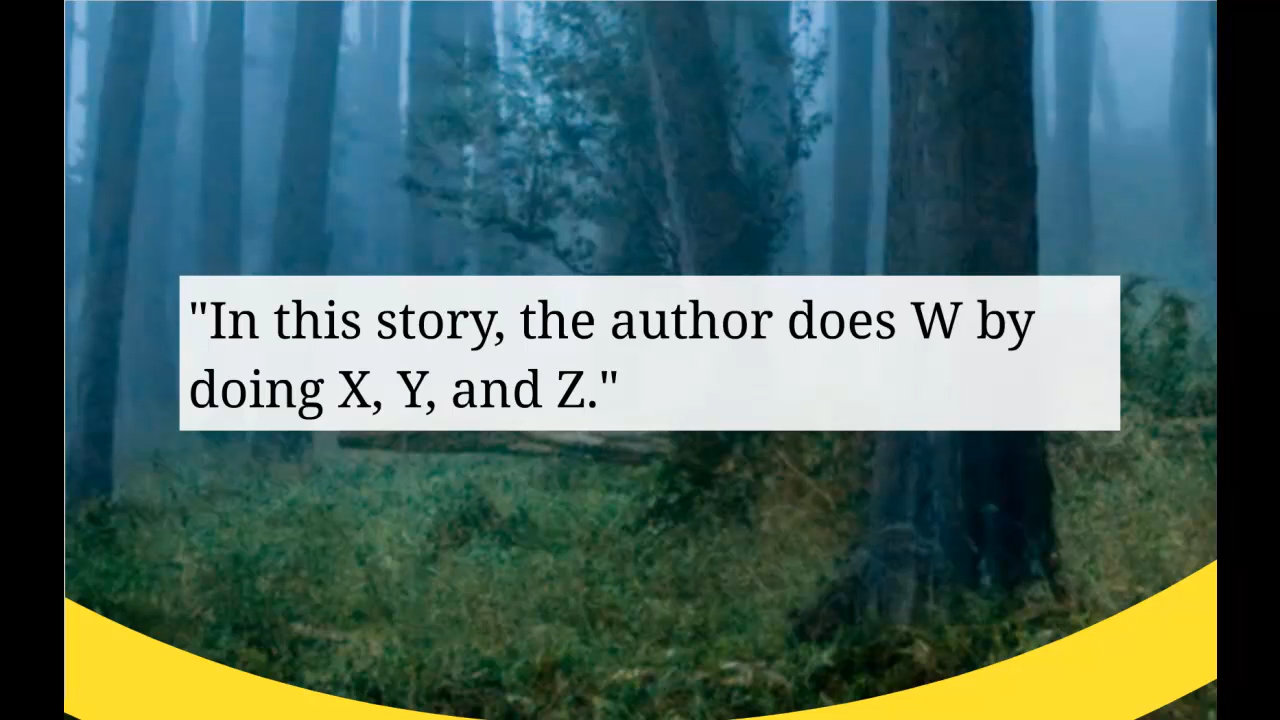 "In this story, the author does W by
doing X, Y, and Z."